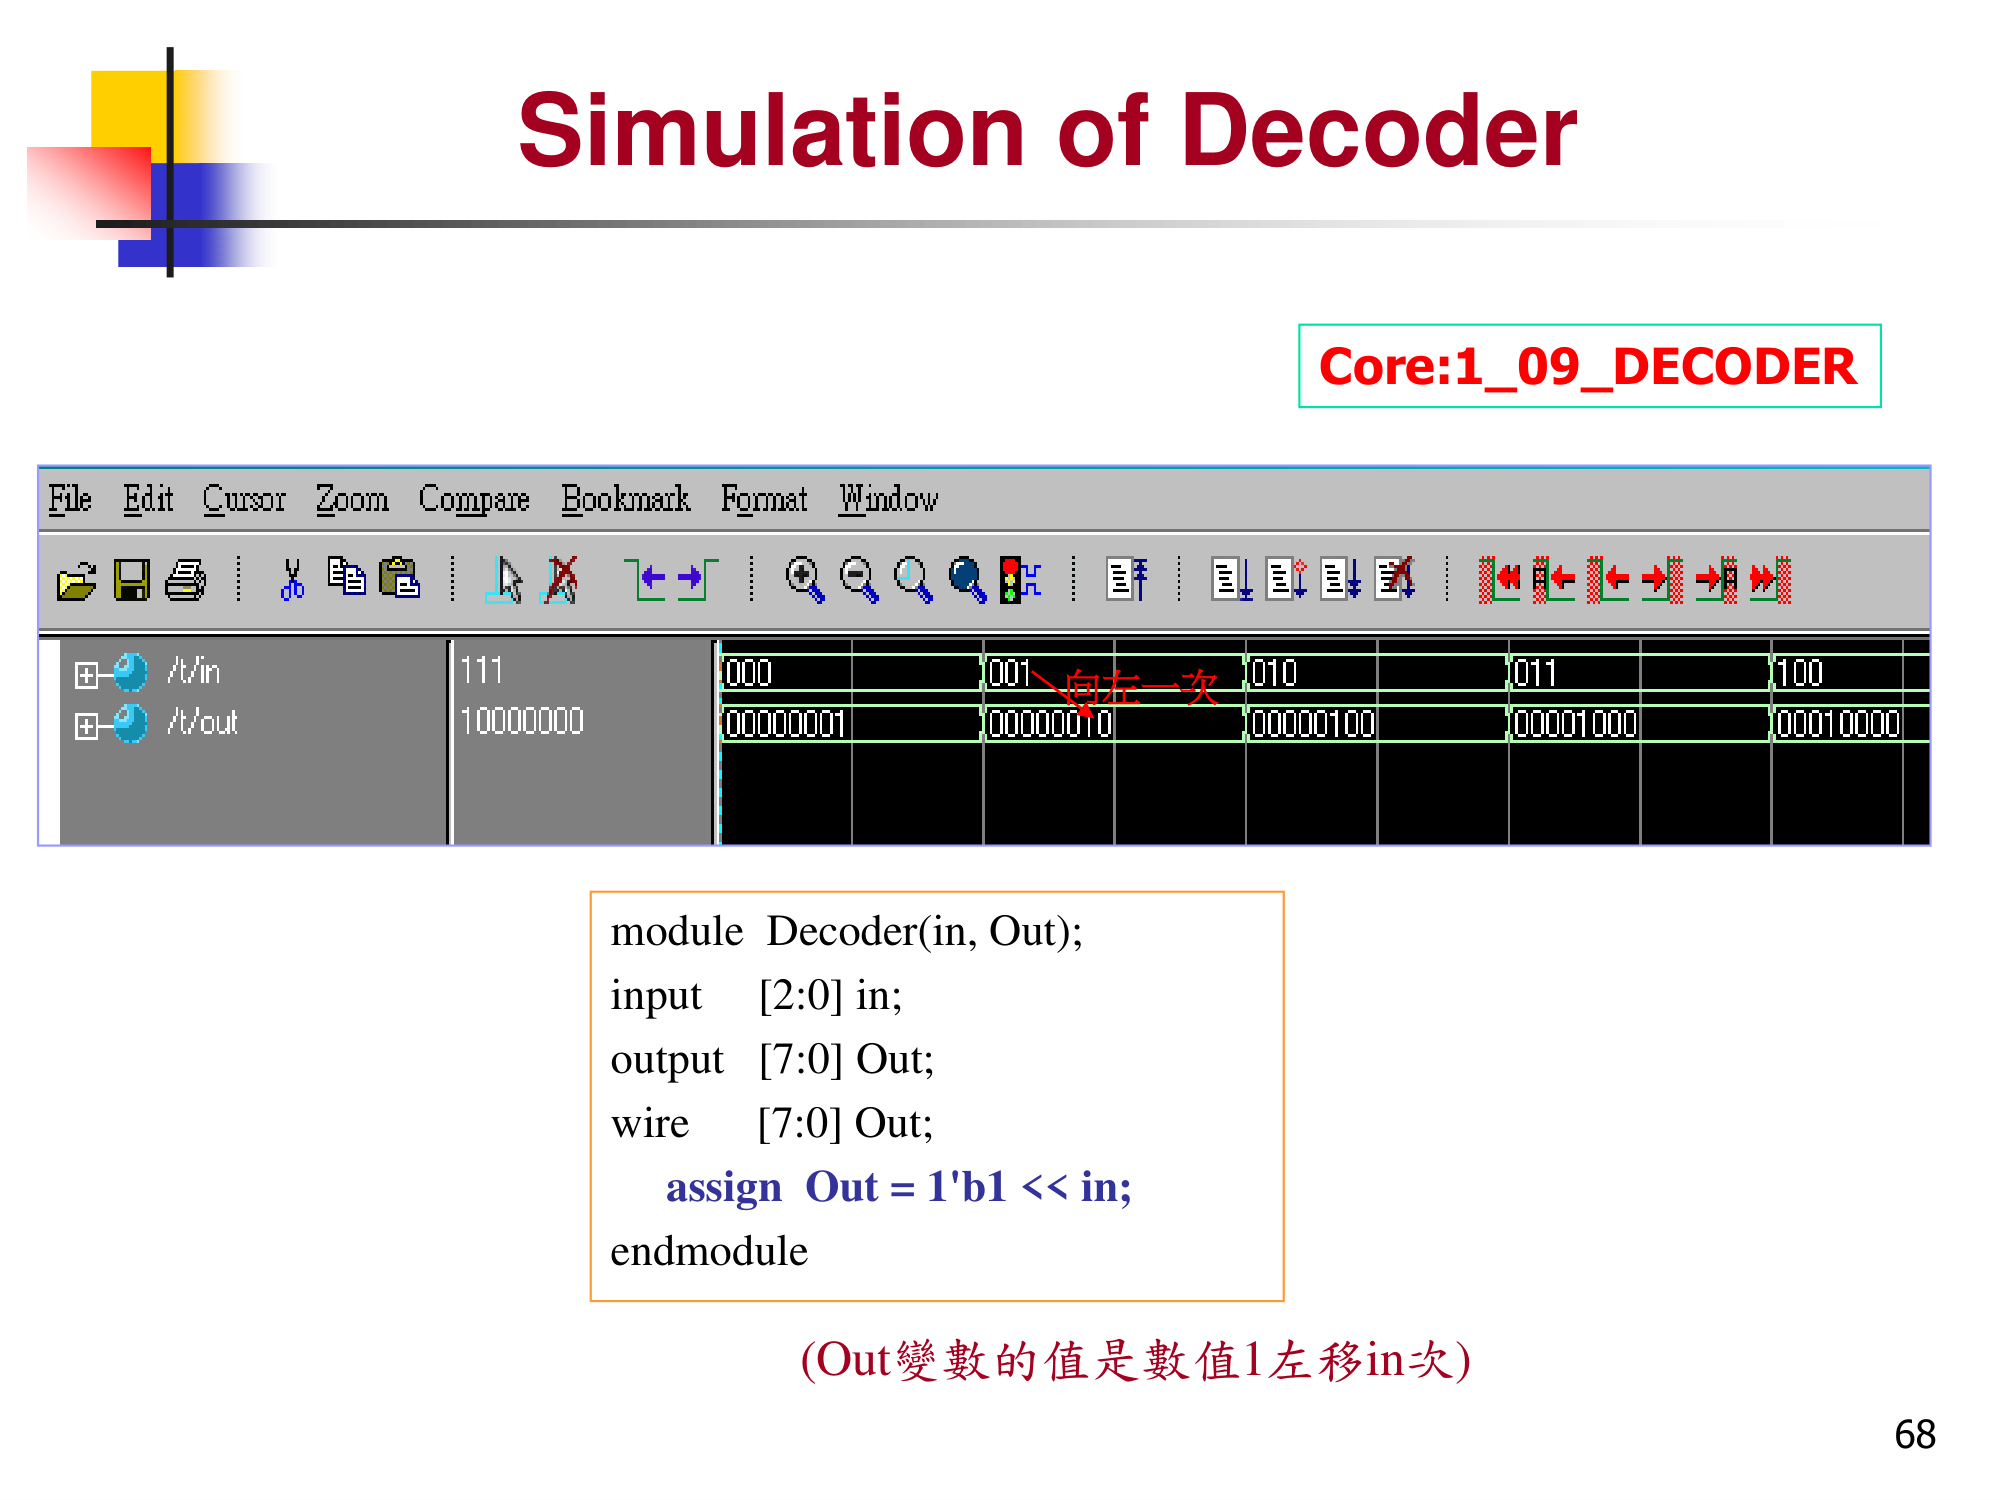 Simulation of Decoder
Core:1_09_DECODER
File Edit Cursor Zoom Compare Bookmark Format Window
/t/in 111 000 001 向左一次 010 011 100
/t/out 10000000 00000001 00000010 00000100 00001000 00010000
module Decoder(in, Out);
input [2:0] in;
output [7:0] Out;
wire [7:0] Out;
assign Out = 1'b1 << in;
endmodule
(Out變數的值是數值1左移in次)
68